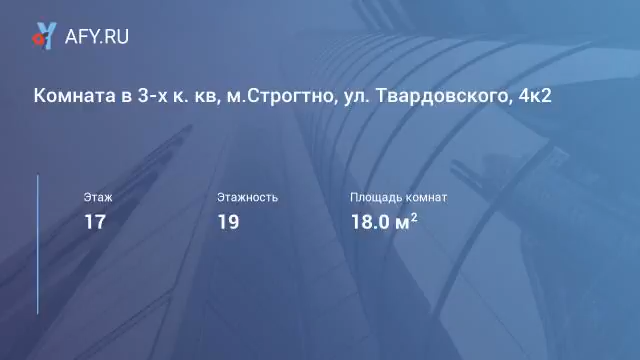 AFY.RU
Комната в 3-х к. кв, м.Строгтно, ул. Твардовского, 4к2
Этаж
17
Этажность
19
Площадь комнат
18.0 м²